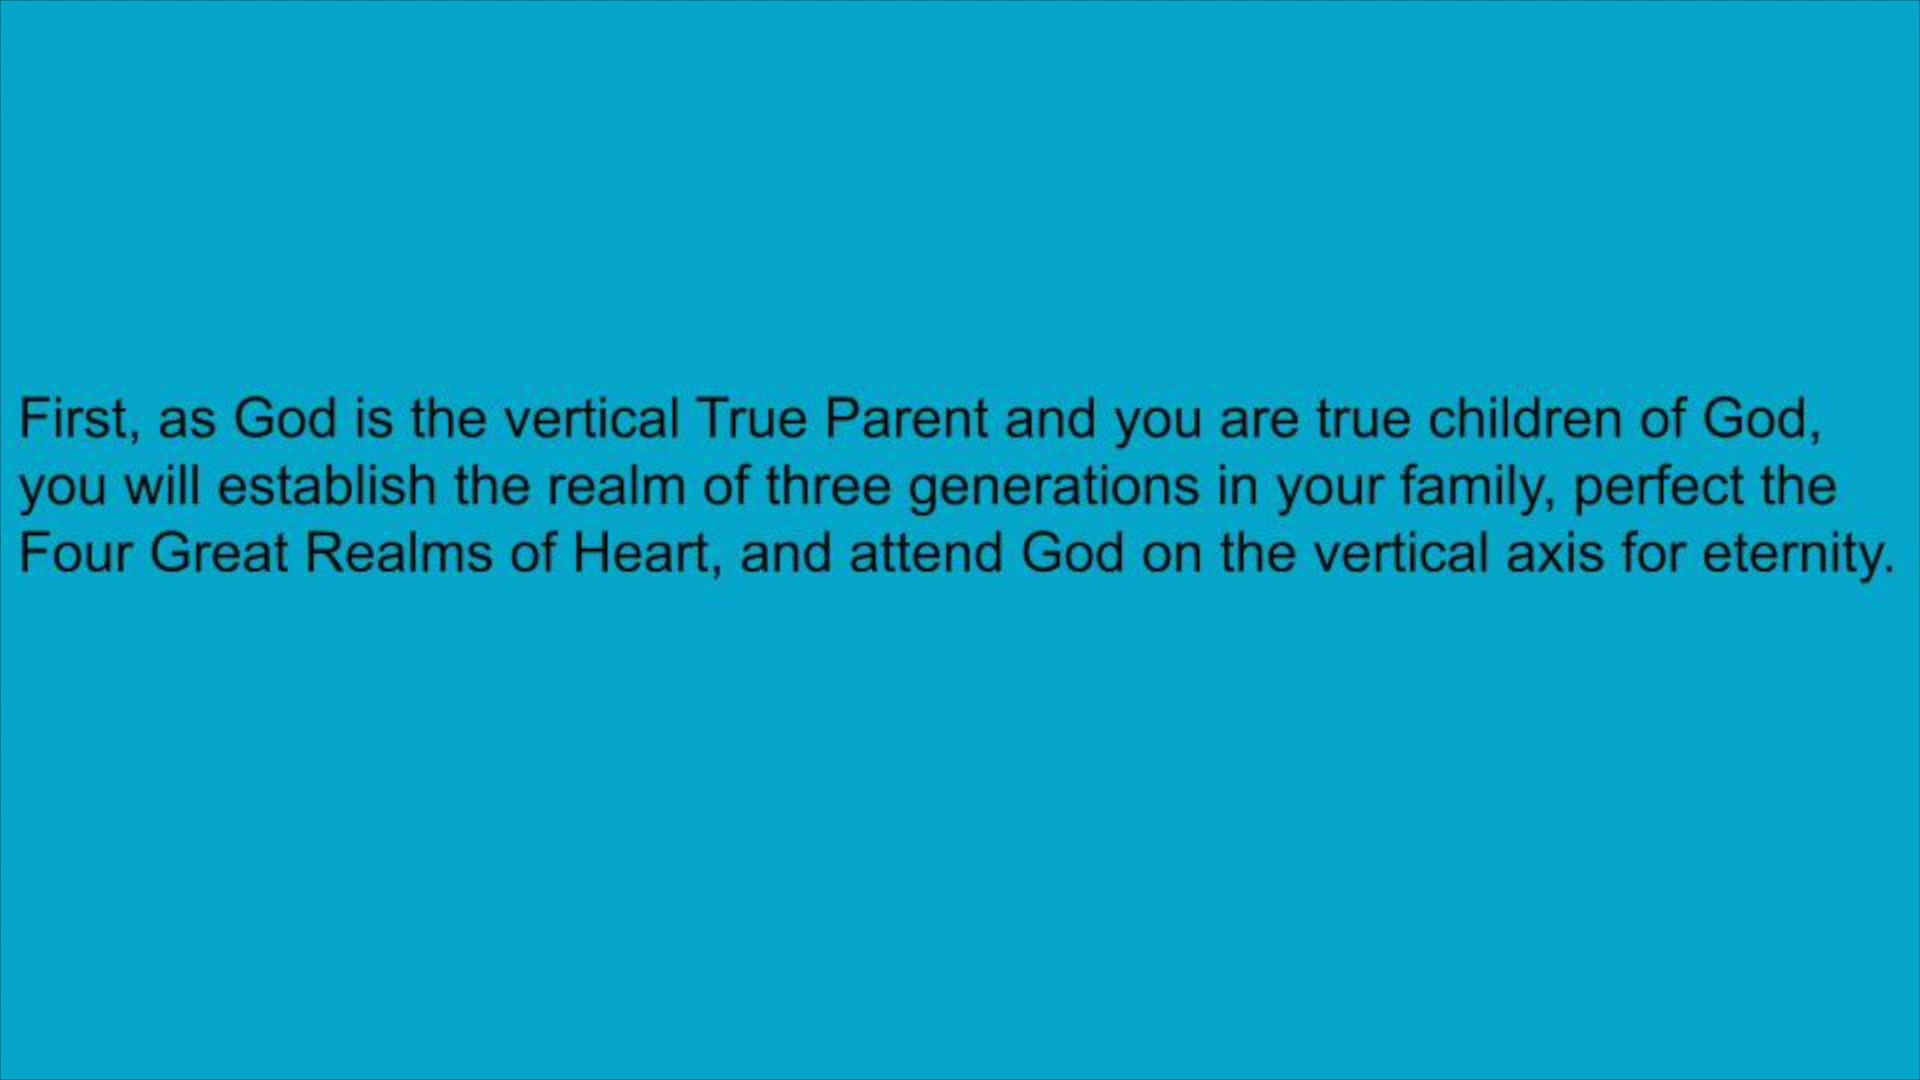 First, as God is the vertical True Parent and you are true children of God,
you will establish the realm of three generations in your family, perfect the
Four Great Realms of Heart, and attend God on the vertical axis for eternity.